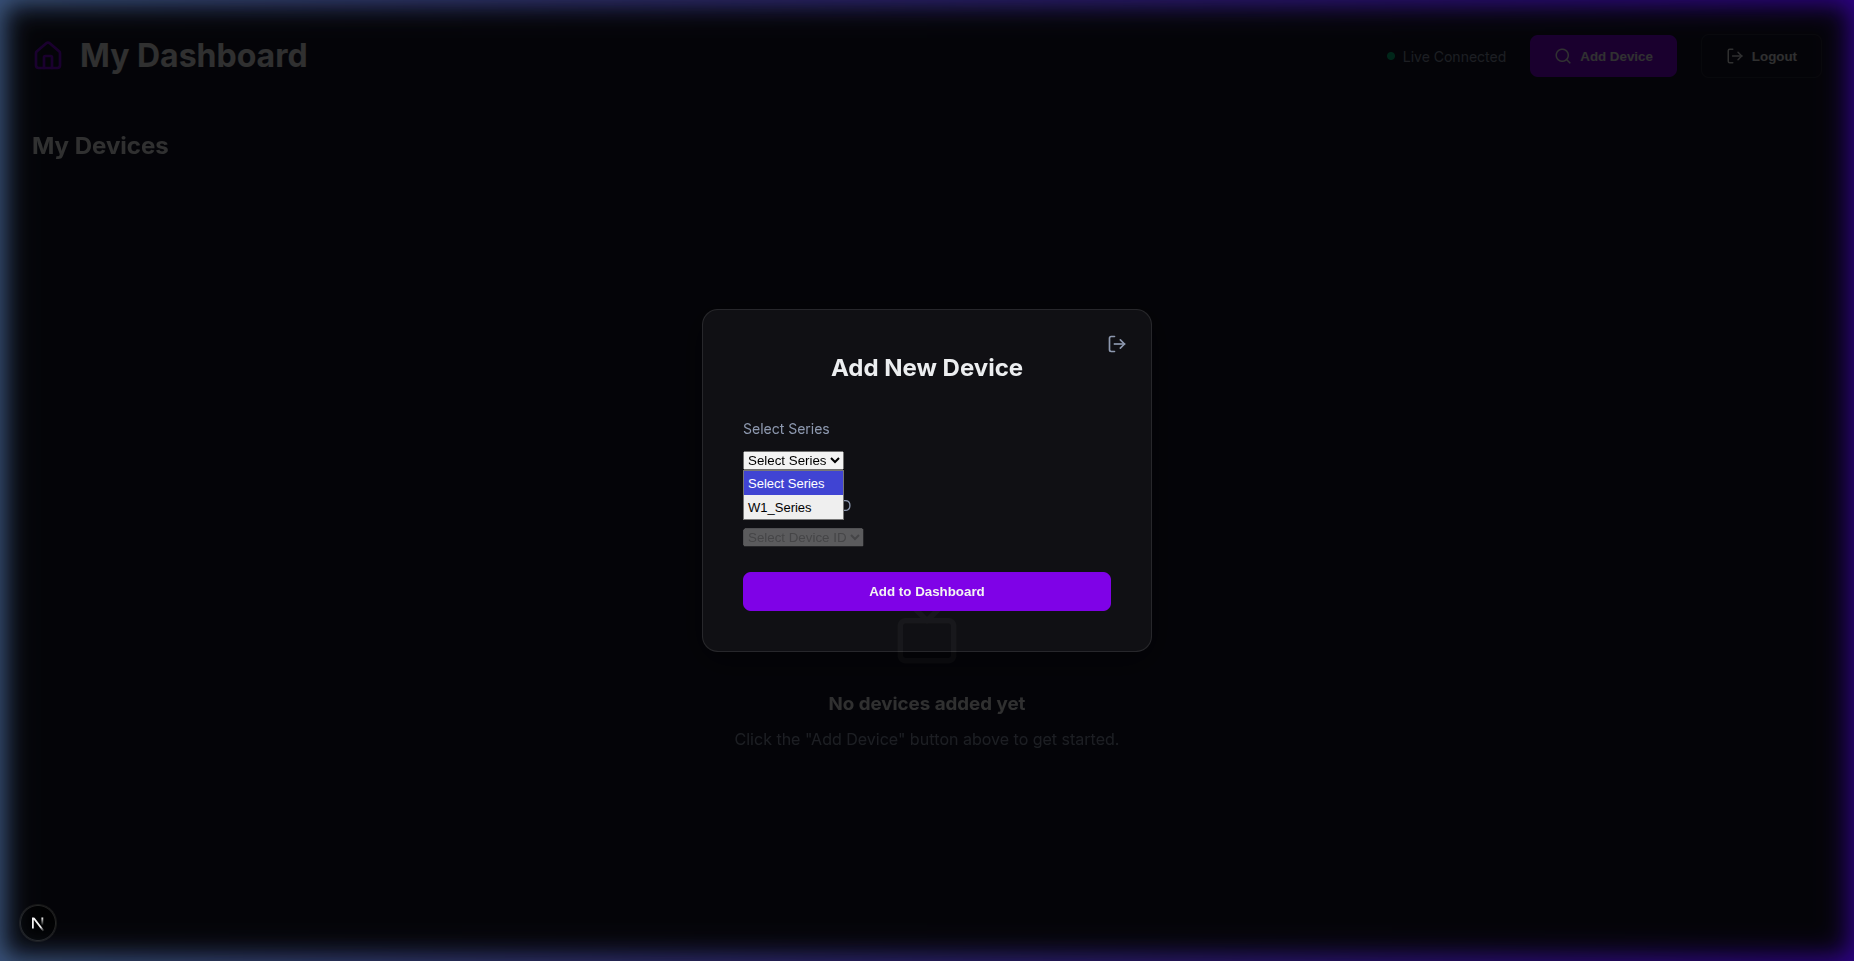 My Dashboard
Live Connected
Add Device
Logout
My Devices
Add New Device
Select Series
Select Series
Select Series
W1_Series
D
Select Device ID
Add to Dashboard
No devices added yet
Click the "Add Device" button above to get started.
N